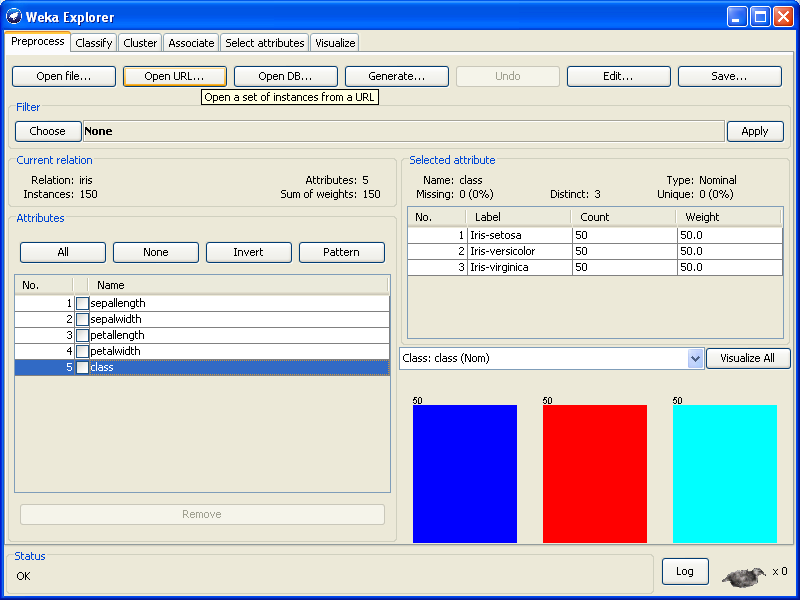 Weka Explorer
Preprocess Classify Cluster Associate Select attributes Visualize
Open file... Open URL... Open DB... Generate... Undo Edit... Save...
Open a set of instances from a URL
Filter
Choose None Apply
Current relation
Relation: iris Attributes: 5
Instances: 150 Sum of weights: 150
Attributes
All None Invert Pattern
No. Name
1 sepallength
2 sepalwidth
3 petallength
4 petalwidth
5 class
Remove
Selected attribute
Name: class Type: Nominal
Missing: 0 (0%) Distinct: 3 Unique: 0 (0%)
No. Label Count Weight
1 Iris-setosa 50 50.0
2 Iris-versicolor 50 50.0
3 Iris-virginica 50 50.0
Class: class (Nom) Visualize All
50 50 50
Status
OK
Log x 0